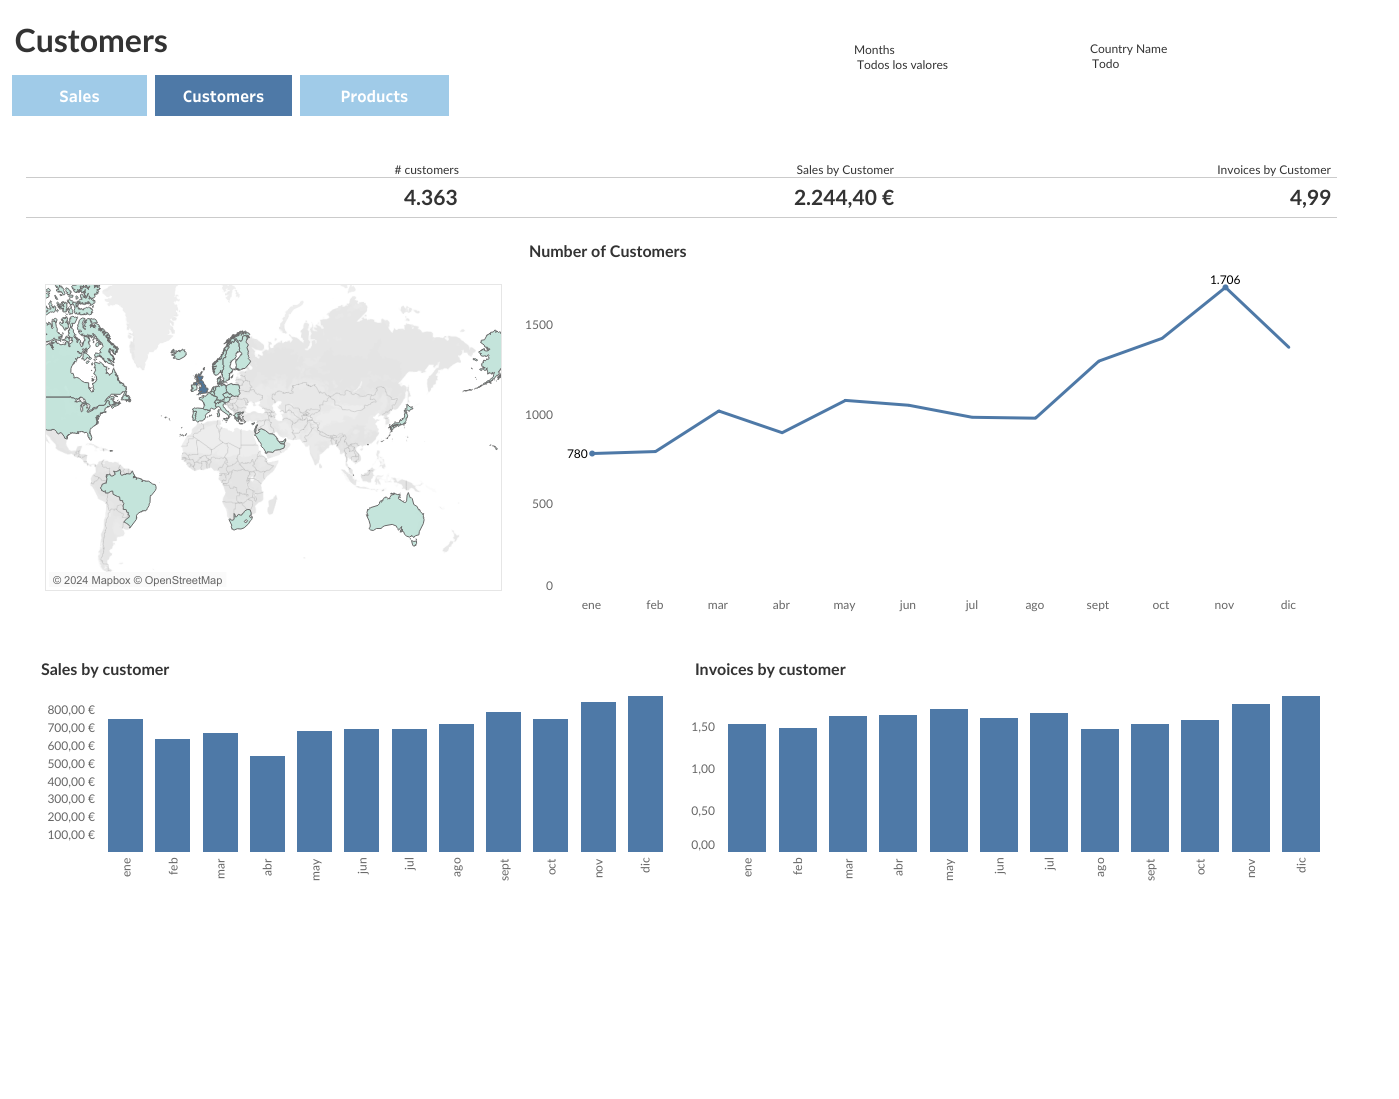 Customers
Months
Todos los valores
Country Name
Todo
Sales
Customers
Products
# customers
Sales by Customer
Invoices by Customer
4.363
2.244,40 €
4,99
Number of Customers
1.706
1500
1000
780
500
0
ene feb mar abr may jun jul ago sept oct nov dic
© 2024 Mapbox © OpenStreetMap
Sales by customer
800,00 €
700,00 €
600,00 €
500,00 €
400,00 €
300,00 €
200,00 €
100,00 €
ene feb mar abr may jun jul ago sept oct nov dic
Invoices by customer
1,50
1,00
0,50
0,00
ene feb mar abr may jun jul ago sept oct nov dic